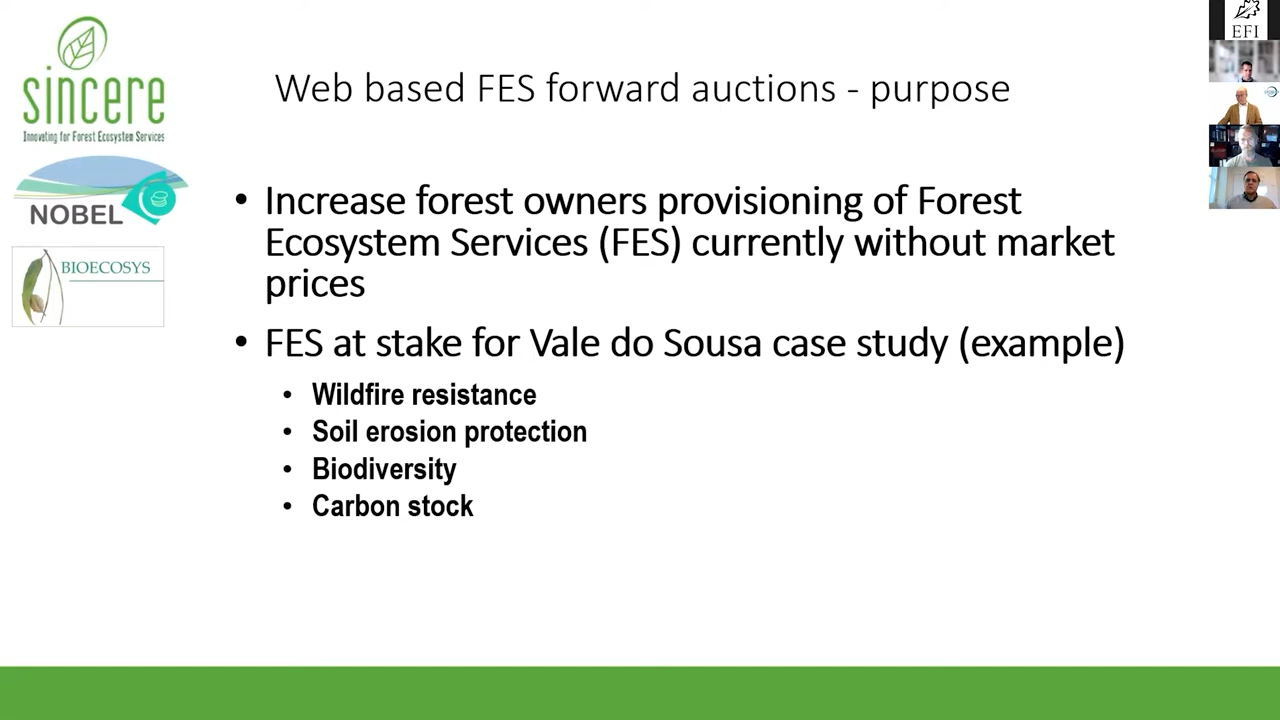 sincere
Innovating for Forest Ecosystem Services
NOBEL
BIOECOSYS
Web based FES forward auctions - purpose
• Increase forest owners provisioning of Forest
Ecosystem Services (FES) currently without market
prices
• FES at stake for Vale do Sousa case study (example)
• Wildfire resistance
• Soil erosion protection
• Biodiversity
• Carbon stock
EFI